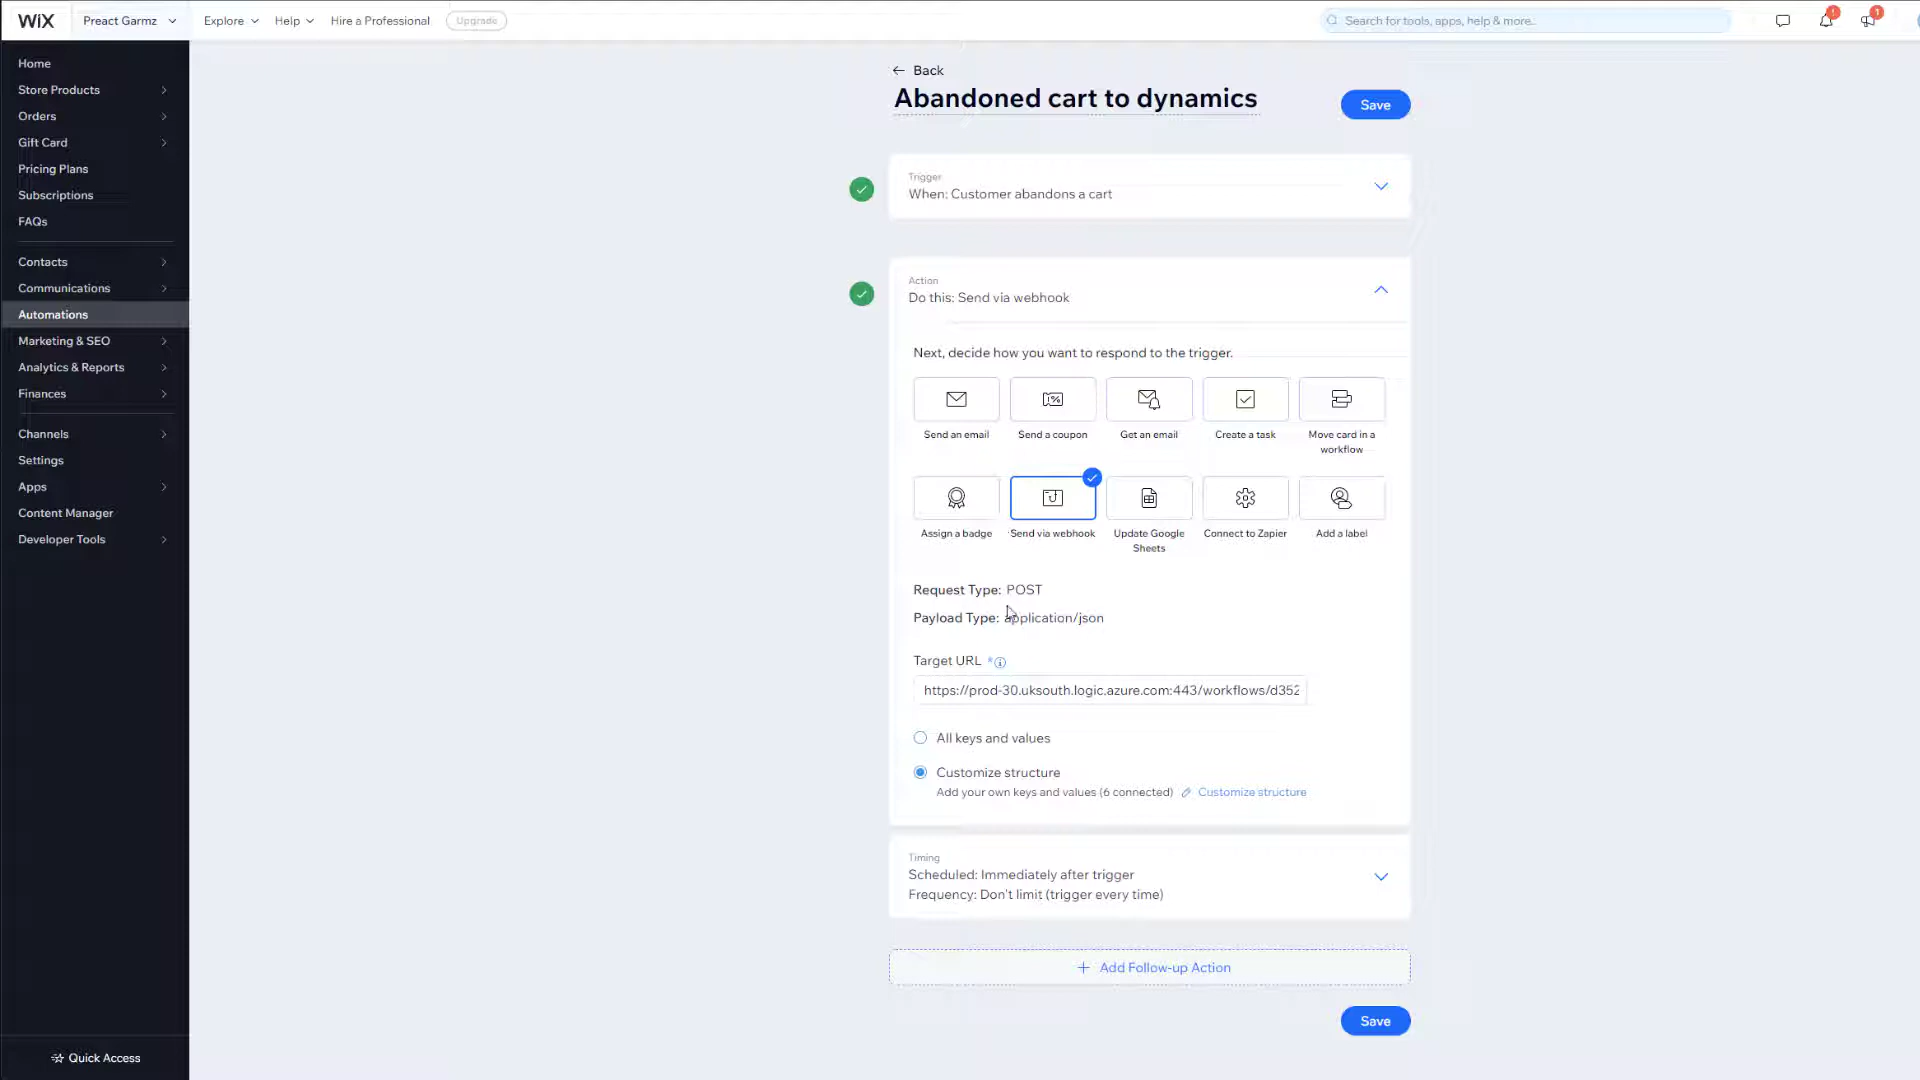 WIX
Preact Garmz
Explore
Help
Hire a Professional
Upgrade
Search for tools, apps, help & more..
!
1
Home
Store Products
Orders
Gift Card
Pricing Plans
Subscriptions
FAQs
Contacts
Communications
Automations
Marketing & SEO
Analytics & Reports
Finances
Channels
Settings
Apps
Content Manager
Developer Tools
Quick Access
Back
Abandoned cart to dynamics
Save
Trigger
When: Customer abandons a cart
Action
Do this: Send via webhook
Next, decide how you want to respond to the trigger.
Send an email
Send a coupon
Get an email
Create a task
Move card in a
workflow
Assign a badge
Send via webhook
Update Google
Sheets
Connect to Zapier
Add a label
Request Type: POST
Payload Type: application/json
Target URL *
https://prod-30.uksouth.logic.azure.com:443/workflows/d352
All keys and values
Customize structure
Add your own keys and values (6 connected)
Customize structure
Timing
Scheduled: Immediately after trigger
Frequency: Don't limit (trigger every time)
+ Add Follow-up Action
Save